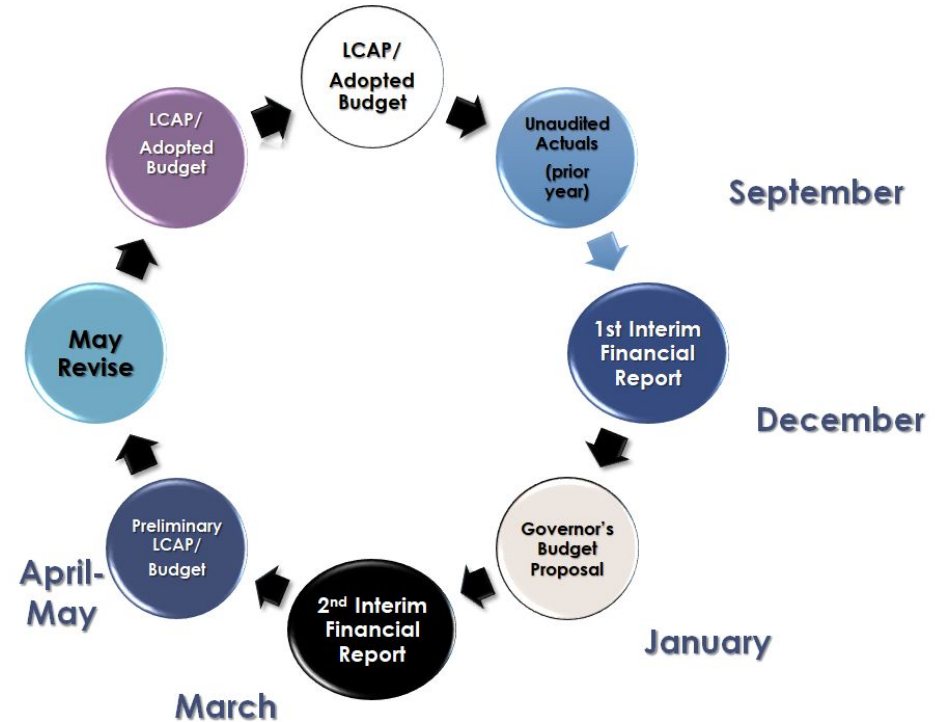 LCAP/
Adopted
Budget
Unaudited
Actuals
(prior
year)
September
1st Interim
Financial
Report
December
Governor's
Budget
Proposal
January
2nd Interim
Financial
Report
March
Preliminary
LCAP/
Budget
April-
May
May
Revise
LCAP/
Adopted
Budget